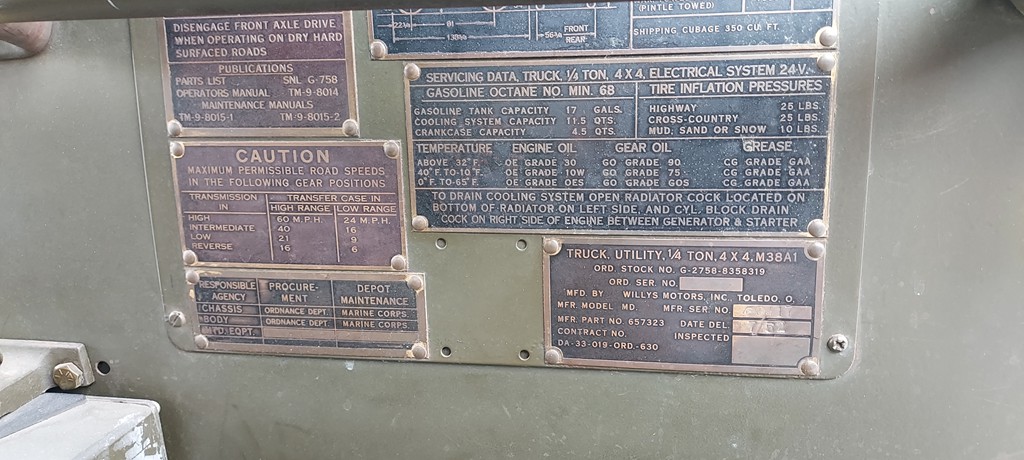 DISENGAGE FRONT AXLE DRIVE
WHEN OPERATING ON DRY HARD
SURFACED ROADS
PUBLICATIONS
PARTS LIST SNL G-758
OPERATORS MANUAL TM-9-8014
MAINTENANCE MANUALS
TM-9-8015-1 TM-9-8015-2
81
FRONT
REAR
(PINTLE TOWED)
SHIPPING CUBAGE 350 CU. FT.
SERVICING DATA, TRUCK, 1/4 TON, 4X4, ELECTRICAL SYSTEM 24V.
GASOLINE OCTANE NO. MIN. 68
TIRE INFLATION PRESSURES
GASOLINE TANK CAPACITY 17 GALS.
COOLING SYSTEM CAPACITY 11.5 QTS.
CRANKCASE CAPACITY 4.5 QTS.
HIGHWAY 25 LBS.
CROSS-COUNTRY 25 LBS.
MUD, SAND OR SNOW 10 LBS.
TEMPERATURE ENGINE OIL GEAR OIL GREASE
ABOVE 32°F. OE GRADE 30 GO GRADE 90 CG GRADE GAA
40°F. TO-10°F. OE GRADE 10W GO GRADE 75 CG GRADE GAA
0°F. TO-65°F. OE GRADE OES GO GRADE GOS CG GRADE GAA
TO DRAIN COOLING SYSTEM OPEN RADIATOR COCK LOCATED ON
BOTTOM OF RADIATOR ON LEFT SIDE, AND CYL. BLOCK DRAIN
COCK ON RIGHT SIDE OF ENGINE BETWEEN GENERATOR & STARTER.
CAUTION
MAXIMUM PERMISSIBLE ROAD SPEEDS
IN THE FOLLOWING GEAR POSITIONS
TRANSMISSION IN TRANSFER CASE IN
HIGH RANGE LOW RANGE
HIGH 60 M.P.H. 24 M.P.H.
INTERMEDIATE 40 16
LOW 21 9
REVERSE 16 6
RESPONSIBLE AGENCY PROCUREMENT DEPOT MAINTENANCE
CHASSIS ORDNANCE DEPT. MARINE CORPS.
BODY ORDNANCE DEPT. MARINE CORPS.
MTD. EQPT.
TRUCK, UTILITY, 1/4 TON, 4X4, M38A1
ORD. STOCK NO. G-2758-8358319
ORD. SER. NO.
MFD. BY WILLYS MOTORS, INC. TOLEDO, O.
MFR. MODEL MD. MFR. SER. NO.
MFR. PART NO. 657323 DATE DEL.
CONTRACT NO. INSPECTED
DA-33-019-ORD.-630